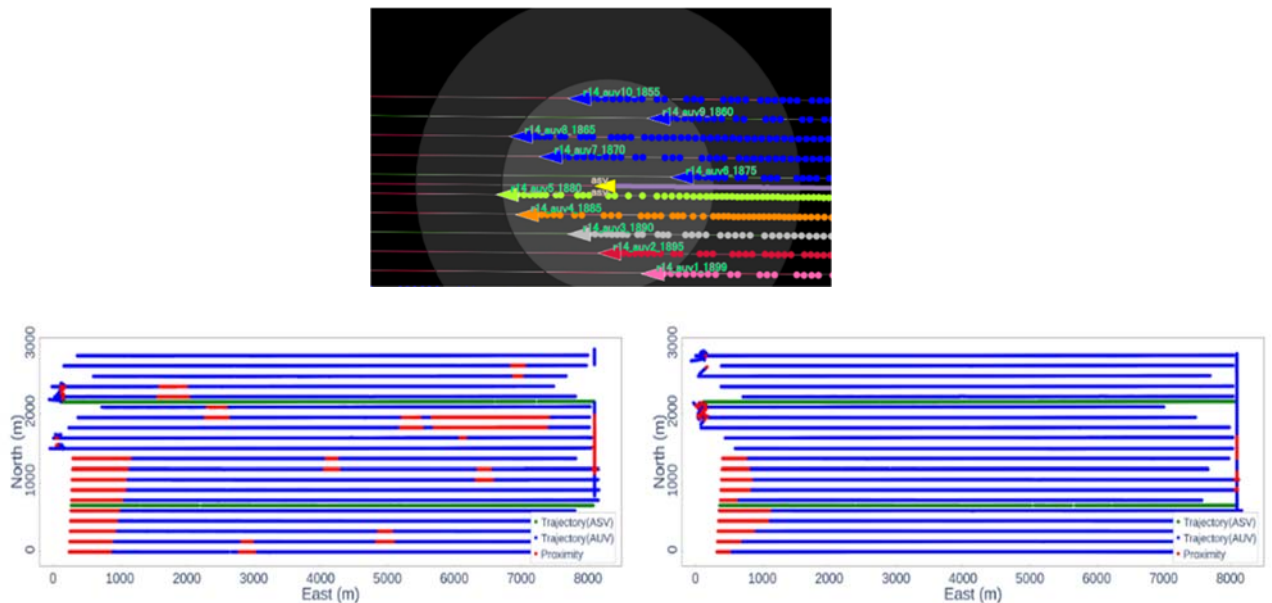 r14_auv10_1855
r14_auv9_1860
r14_auv8_1865
r14_auv7_1870
r14_auv6_1875
asv
r14_auv5_1880
r14_auv4_1885
r14_auv3_1890
r14_auv2_1895
r14_auv1_1899
3000
2000
1000
0
North (m)
Trajectory(ASV)
Trajectory(AUV)
Proximity
0 1000 2000 3000 4000 5000 6000 7000 8000
East (m)
3000
2000
1000
0
North (m)
Trajectory(ASV)
Trajectory(AUV)
Proximity
0 1000 2000 3000 4000 5000 6000 7000 8000
East (m)